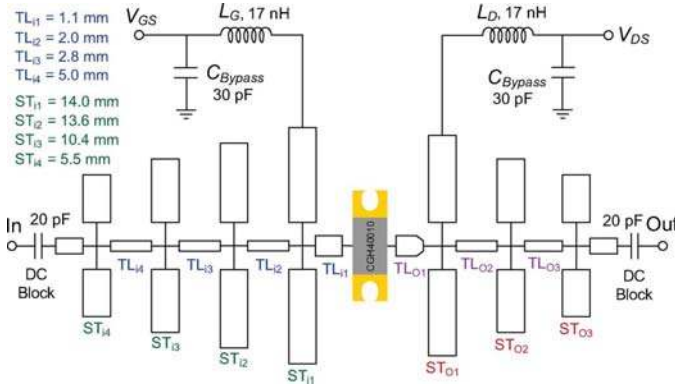 TLi1 = 1.1 mm
TLi2 = 2.0 mm
TLi3 = 2.8 mm
TLi4 = 5.0 mm
STi1 = 14.0 mm
STi2 = 13.6 mm
STi3 = 10.4 mm
STi4 = 5.5 mm
VGS
LG, 17 nH
CBypass
30 pF
LD, 17 nH
VDS
CBypass
30 pF
In
20 pF
DC
Block
TLi4
TLi3
TLi2
TLi1
CGH40010
TLO1
TLO2
TLO3
20 pF
Out
DC
Block
STi4
STi3
STi2
STi1
STO1
STO2
STO3